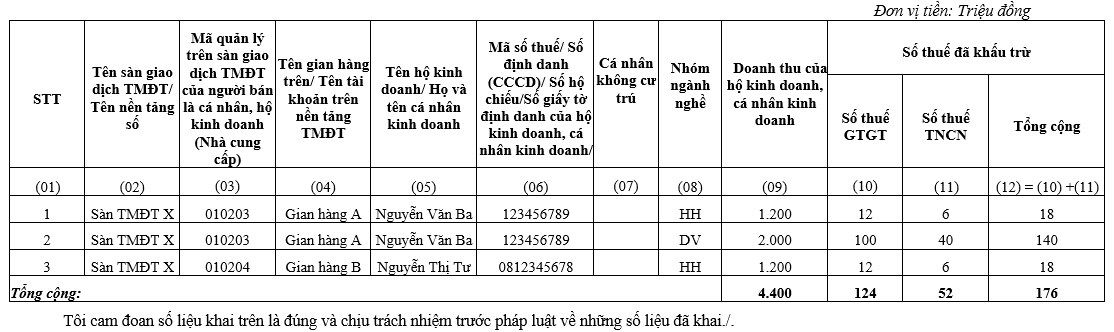 Đơn vị tiền: Triệu đồng
STT
Tên sàn giao
dịch TMĐT/
Tên nền tảng
số
Mã quản lý
trên sàn giao
dịch TMĐT
của người bán
là cá nhân, hộ
kinh doanh
(Nhà cung
cấp)
Tên gian hàng
trên/ Tên tài
khoản trên
nền tảng
TMĐT
Tên hộ kinh
doanh/ Họ và
tên cá nhân
kinh doanh
Mã số thuế/ Số
định danh
(CCCD)/ Số hộ
chiếu/Số giấy tờ
định danh của hộ
kinh doanh, cá
nhân kinh doanh/
Cá nhân
không cư
trú
Nhóm
ngành
nghề
Doanh thu của
hộ kinh doanh,
cá nhân kinh
doanh
Số thuế đã khấu trừ
Số thuế
GTGT
Số thuế
TNCN
Tổng cộng
(01) (02) (03) (04) (05) (06) (07) (08) (09) (10) (11) (12) = (10) +(11)
1 Sàn TMĐT X 010203 Gian hàng A Nguyễn Văn Ba 123456789 HH 1.200 12 6 18
2 Sàn TMĐT X 010203 Gian hàng A Nguyễn Văn Ba 123456789 DV 2.000 100 40 140
3 Sàn TMĐT X 010204 Gian hàng B Nguyễn Thị Tư 0812345678 HH 1.200 12 6 18
Tổng cộng: 4.400 124 52 176
Tôi cam đoan số liệu khai trên là đúng và chịu trách nhiệm trước pháp luật về những số liệu đã khai./.